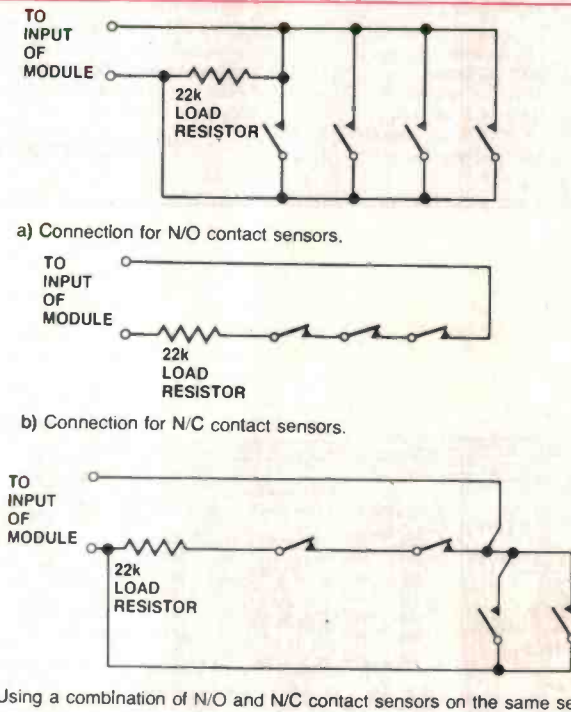 TO
INPUT
OF
MODULE
22k
LOAD
RESISTOR
a) Connection for N/O contact sensors.
TO
INPUT
OF
MODULE
22k
LOAD
RESISTOR
b) Connection for N/C contact sensors.
TO
INPUT
OF
MODULE
22k
LOAD
RESISTOR
Using a combination of N/O and N/C contact sensors on the same